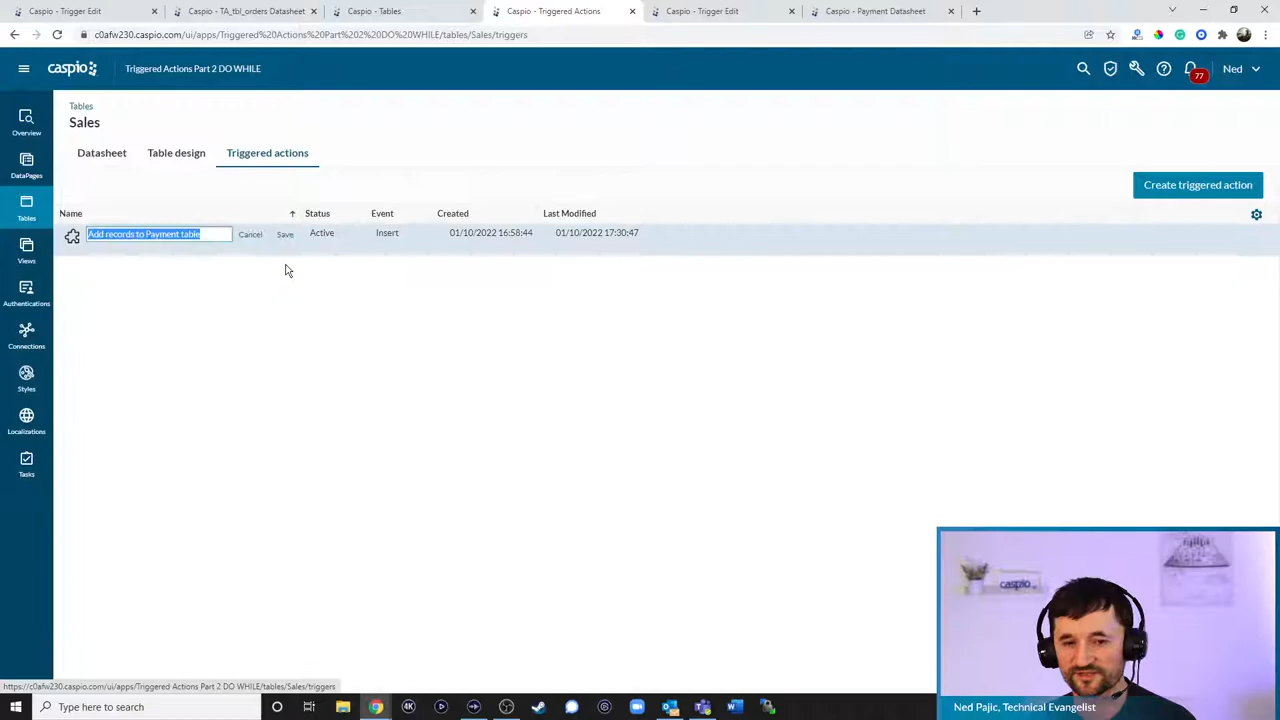 Caspio - Trigger Edit
Caspio - TA_tbl_orders Datasheet
Caspio - Tables
Caspio - Triggered Actions
Caspio - Trigger Edit
Caspio - Payment Datasheet
c0afw230.caspio.com/ui/apps/Triggered%20Actions%20Part%202%20DO%20WHILE/tables/Sales/triggers
caspio
Triggered Actions Part 2 DO WHILE
77
Ned
Overview
DataPages
Tables
Views
Authentications
Connections
Styles
Localizations
Tasks
Tables
Sales
Datasheet
Table design
Triggered actions
Create triggered action
Name
Status
Event
Created
Last Modified
Add records to Payment table
Cancel
Save
Active
Insert
01/10/2022 16:58:44
01/10/2022 17:30:47
caspio
Ned Pajic, Technical Evangelist
https://c0afw230.caspio.com/ui/apps/Triggered Actions Part 2 DO WHILE/tables/Sales/triggers
Type here to search